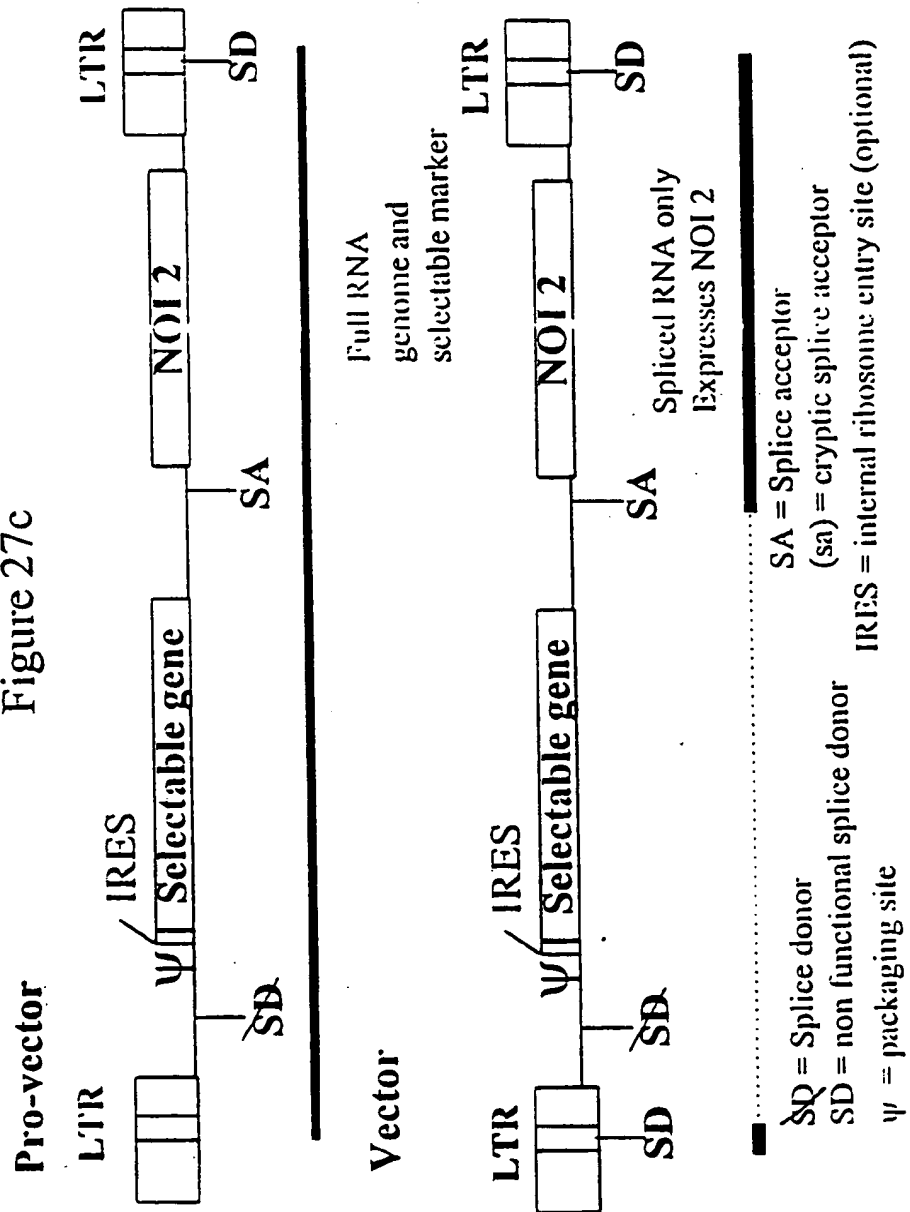 Figure 27c
Pro-vector
LTR
SD
Ψ
IRES
Selectable gene
SA
NOI 2
LTR
SD
Full RNA
genome and
selectable marker
Vector
LTR
SD
SD
Ψ
IRES
Selectable gene
SA
NOI 2
LTR
SD
Spliced RNA only
Expresses NOI 2
SD = Splice donor
SD = non functional splice donor
ψ = packaging site
SA = Splice acceptor
(sa) = cryptic splice acceptor
IRES = internal ribosome entry site (optional)